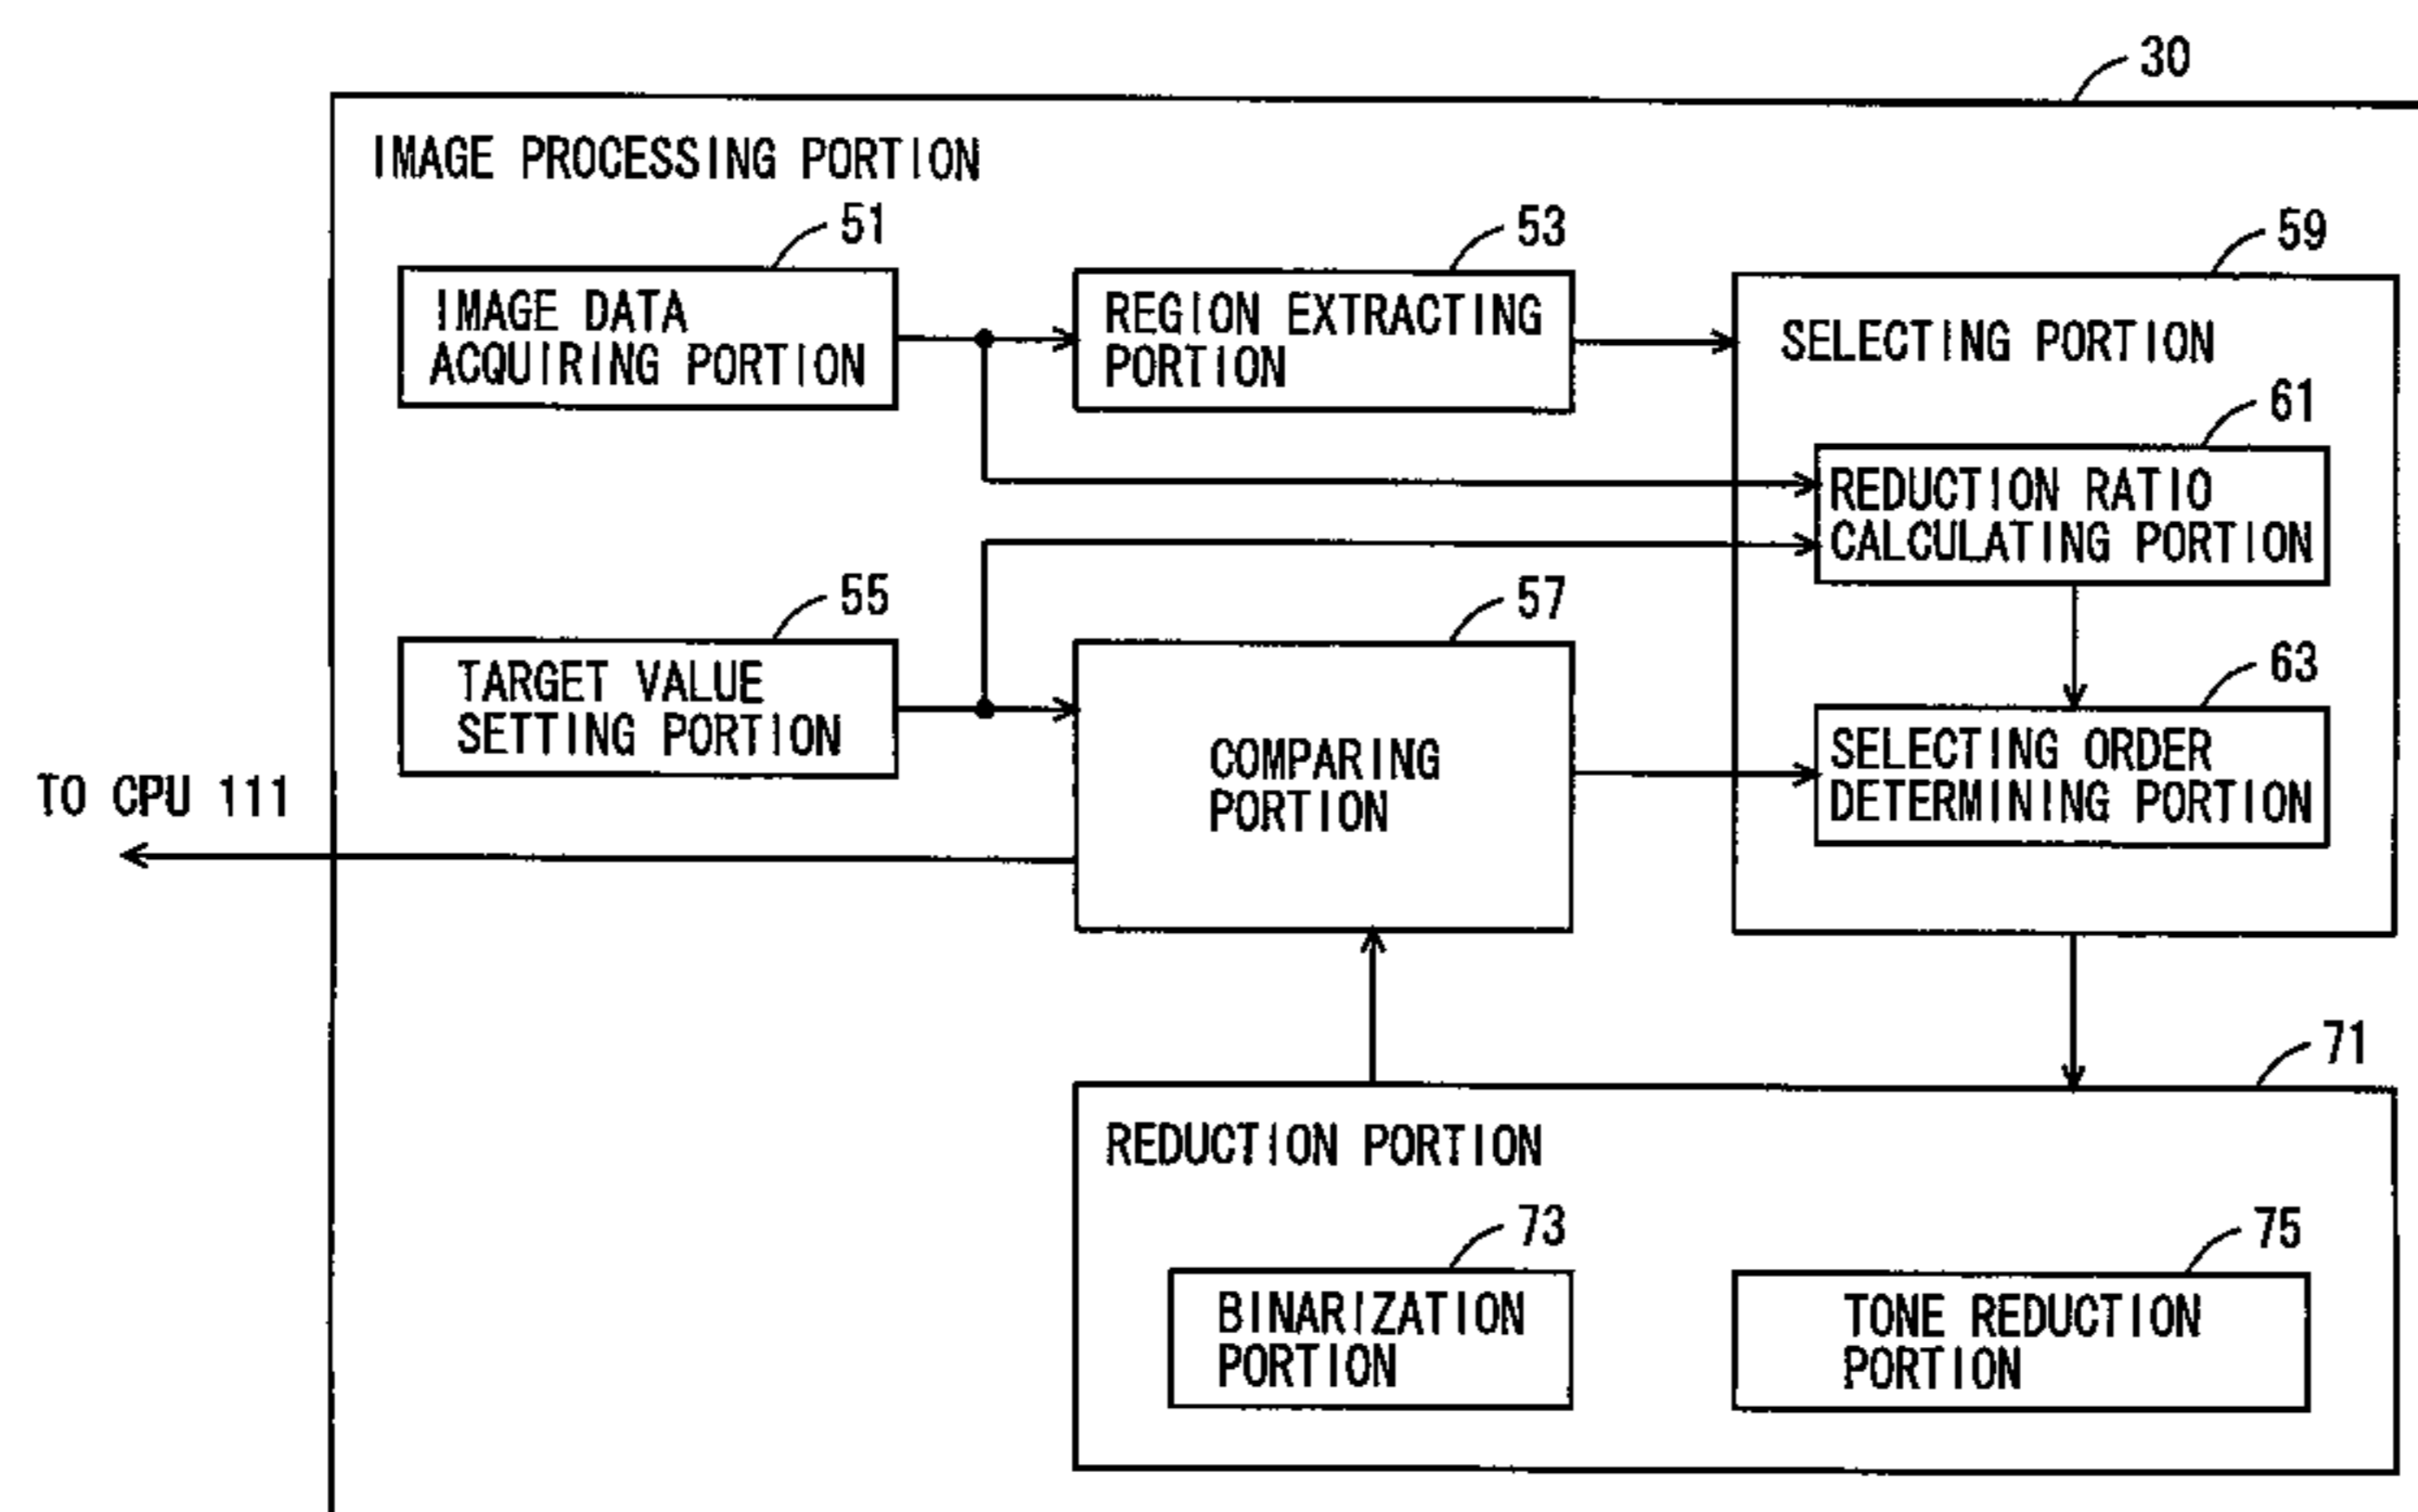 30
IMAGE PROCESSING PORTION
51
53
59
IMAGE DATA
ACQUIRING PORTION
REGION EXTRACTING
PORTION
SELECTING PORTION
61
REDUCTION RATIO
CALCULATING PORTION
55
57
TARGET VALUE
SETTING PORTION
63
COMPARING
PORTION
SELECTING ORDER
DETERMINING PORTION
TO CPU 111
71
REDUCTION PORTION
73
75
BINARIZATION
PORTION
TONE REDUCTION
PORTION